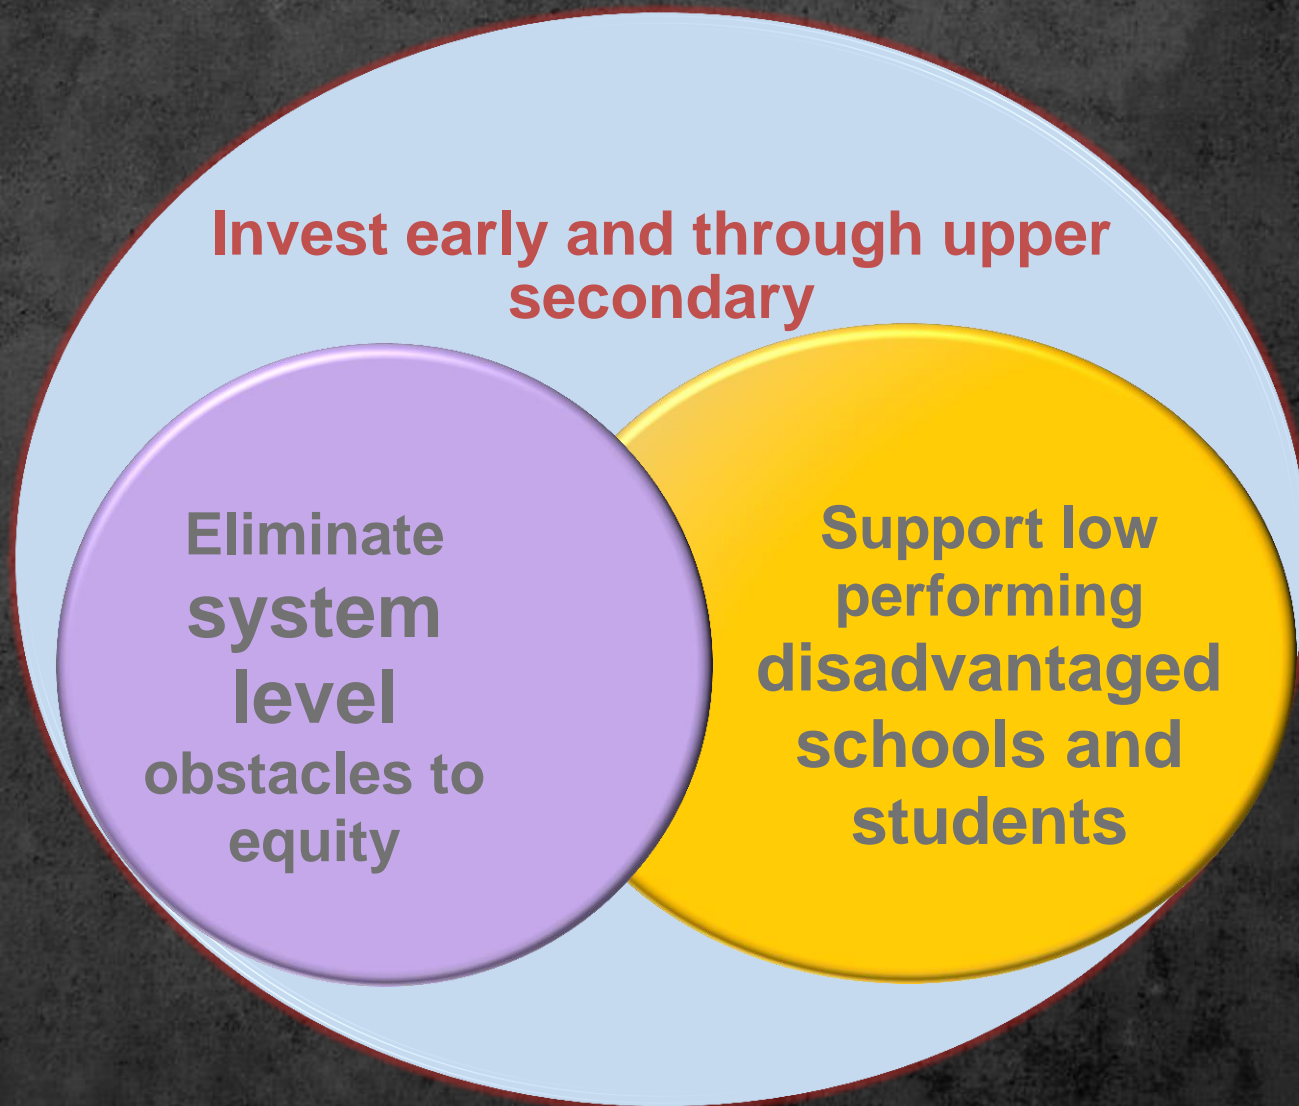 Invest early and through upper
secondary
Eliminate
system
level
obstacles to
equity
Support low
performing
disadvantaged
schools and
students